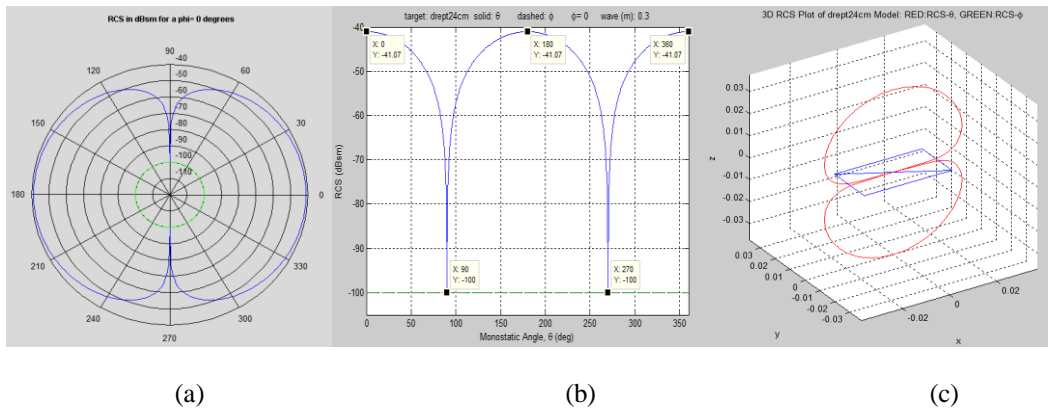 RCS in dBsm for a phi= 0 degrees
90
-40
120
60
-50
-60
-70
150
30
-80
-90
-100
-110
180
0
210
330
240
300
270
(a)
target: drept24cm solid: θ dashed: ϕ ϕ= 0 wave (m): 0.3
-40
X: 0
Y: -41.07
X: 180
Y: -41.07
X: 360
Y: -41.07
-50
-60
-70
RCS (dBsm)
-80
-90
X: 90
Y: -100
X: 270
Y: -100
-100
0
50
100
150
200
250
300
350
Monostatic Angle, θ (deg)
(b)
3D RCS Plot of drept24cm Model: RED:RCS-θ, GREEN:RCS-ϕ
0.03
0.02
0.01
z
0
-0.01
-0.02
-0.03
0.03
0.02
0.01
0
-0.01
-0.02
-0.03
y
-0.02
0
0.02
x
(c)